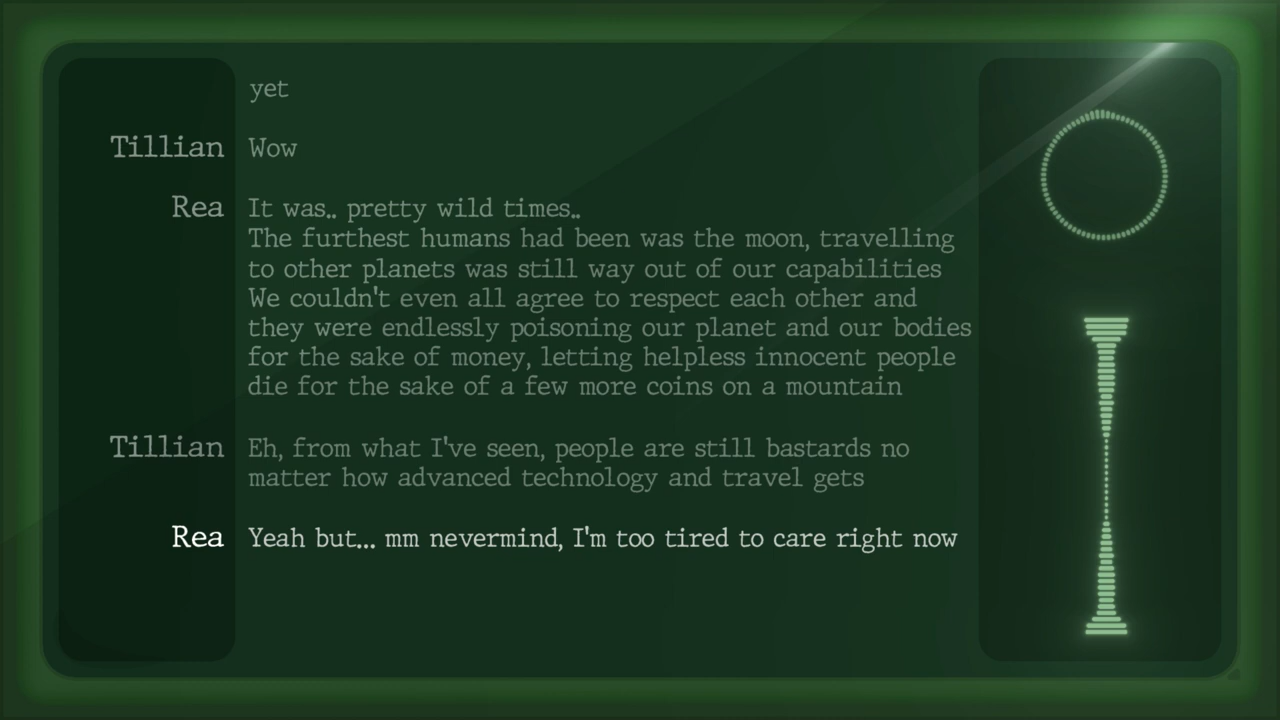 yet
Tillian Wow
Rea It was.. pretty wild times..
The furthest humans had been was the moon, travelling
to other planets was still way out of our capabilities
We couldn't even all agree to respect each other and
they were endlessly poisoning our planet and our bodies
for the sake of money, letting helpless innocent people
die for the sake of a few more coins on a mountain
Tillian Eh, from what I've seen, people are still bastards no
matter how advanced technology and travel gets
Rea Yeah but... mm nevermind, I'm too tired to care right now